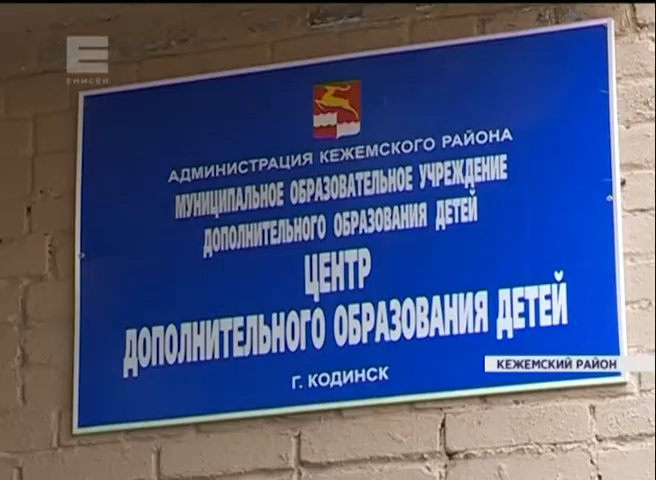 ЕНИСЕЙ
АДМИНИСТРАЦИЯ КЕЖЕМСКОГО РАЙОНА
МУНИЦИПАЛЬНОЕ ОБРАЗОВАТЕЛЬНОЕ УЧРЕЖДЕНИЕ
ДОПОЛНИТЕЛЬНОГО ОБРАЗОВАНИЯ ДЕТЕЙ
ЦЕНТР
ДОПОЛНИТЕЛЬНОГО ОБРАЗОВАНИЯ ДЕТЕЙ
КЕЖЕМСКИЙ РАЙОН
Г. КОДИНСК